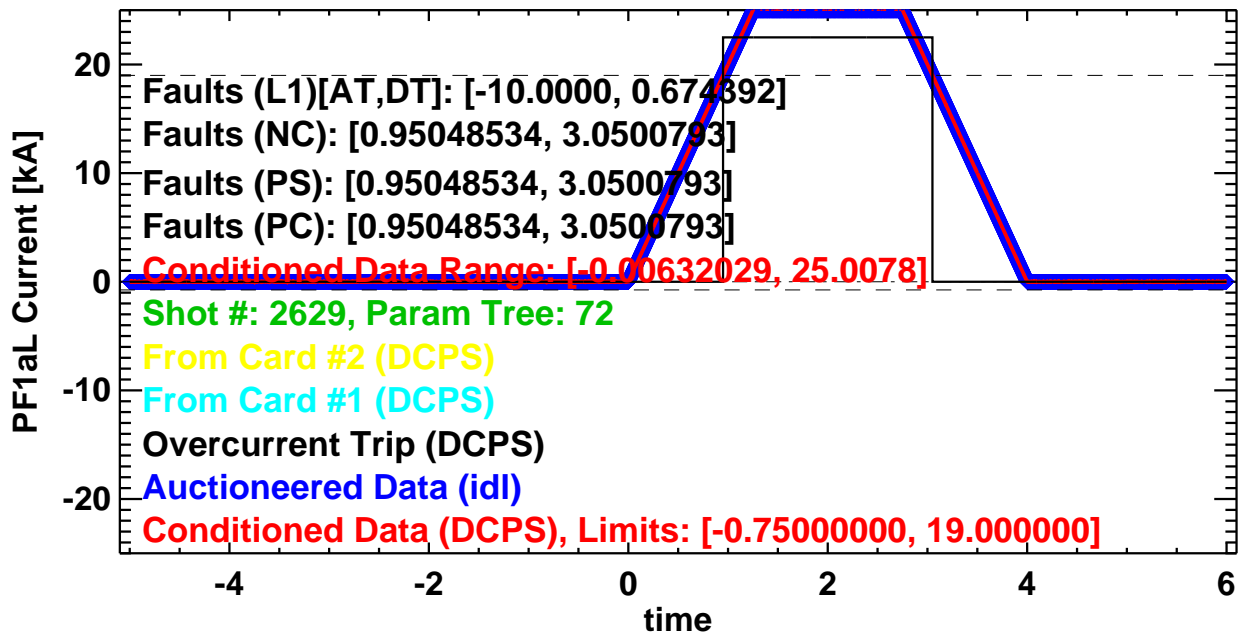 20
Faults (L1)[AT,DT]: [-10.0000, 0.674392]
Faults (NC): [0.95048534, 3.0500793]
10
Faults (PS): [0.95048534, 3.0500793]
Faults (PC): [0.95048534, 3.0500793]
PF1aL Current [kA]
0
Conditioned Data Range: [-0.00632029, 25.0078]
Shot #: 2629, Param Tree: 72
From Card #2 (DCPS)
-10
From Card #1 (DCPS)
Overcurrent Trip (DCPS)
-20
Auctioneered Data (idl)
Conditioned Data (DCPS), Limits: [-0.75000000, 19.000000]
-4 -2 0 2 4 6
time